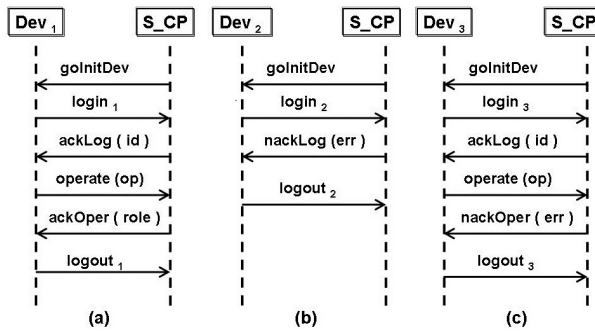 Dev 1 S_CP
goInitDev
login 1
ackLog ( id )
operate (op)
ackOper ( role )
logout 1
(a)
Dev 2 S_CP
goInitDev
login 2
nackLog (err)
logout 2
(b)
Dev 3 S_CP
goInitDev
login 3
ackLog ( id )
operate (op)
nackOper ( err )
logout 3
(c)